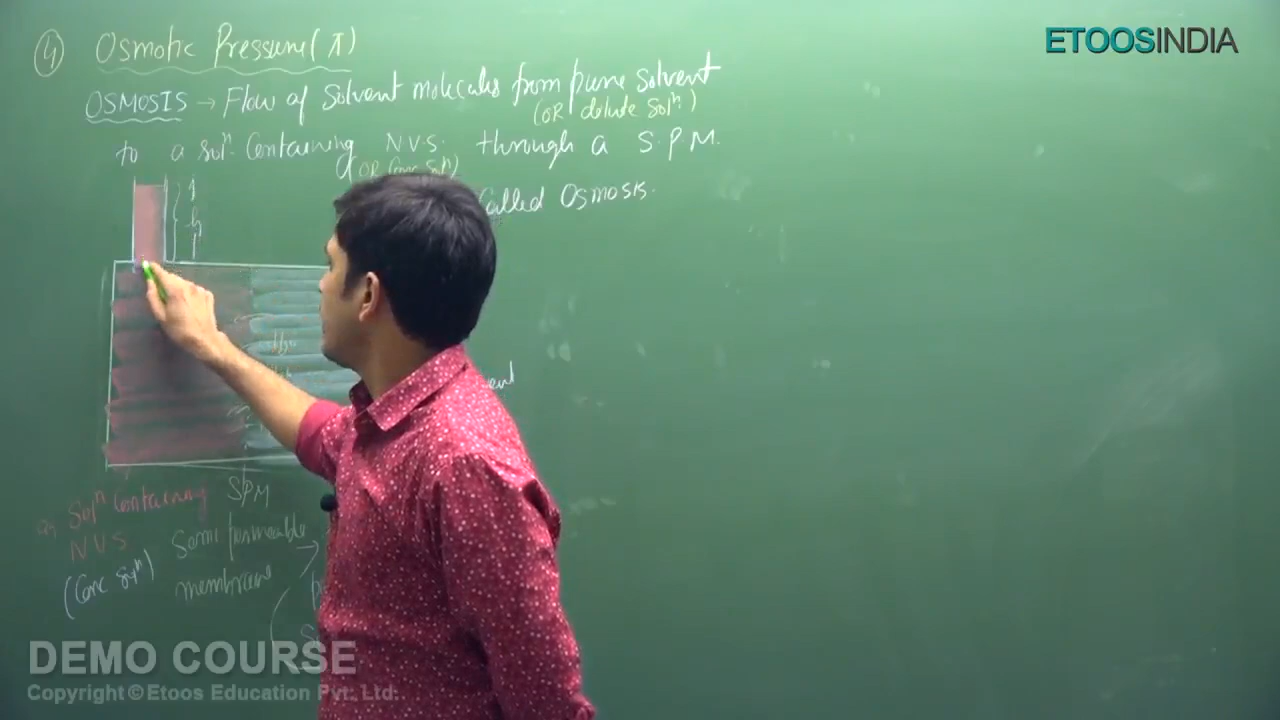 ETOOSINDIA
4 Osmotic Pressure (π)
OSMOSIS → Flow of Solvent molecules from pure Solvent
(OR dilute Solⁿ)
to a Solⁿ. Containing N.V.S. through a S.P.M.
(OR Conc Solⁿ)
Called OSMOSIS.
h
H₂O
SPM
Solⁿ Containing
N V S
(Conc Solⁿ)
Semi permeable
membrane
DEMO COURSE
Copyright © Etoos Education Pvt. Ltd.